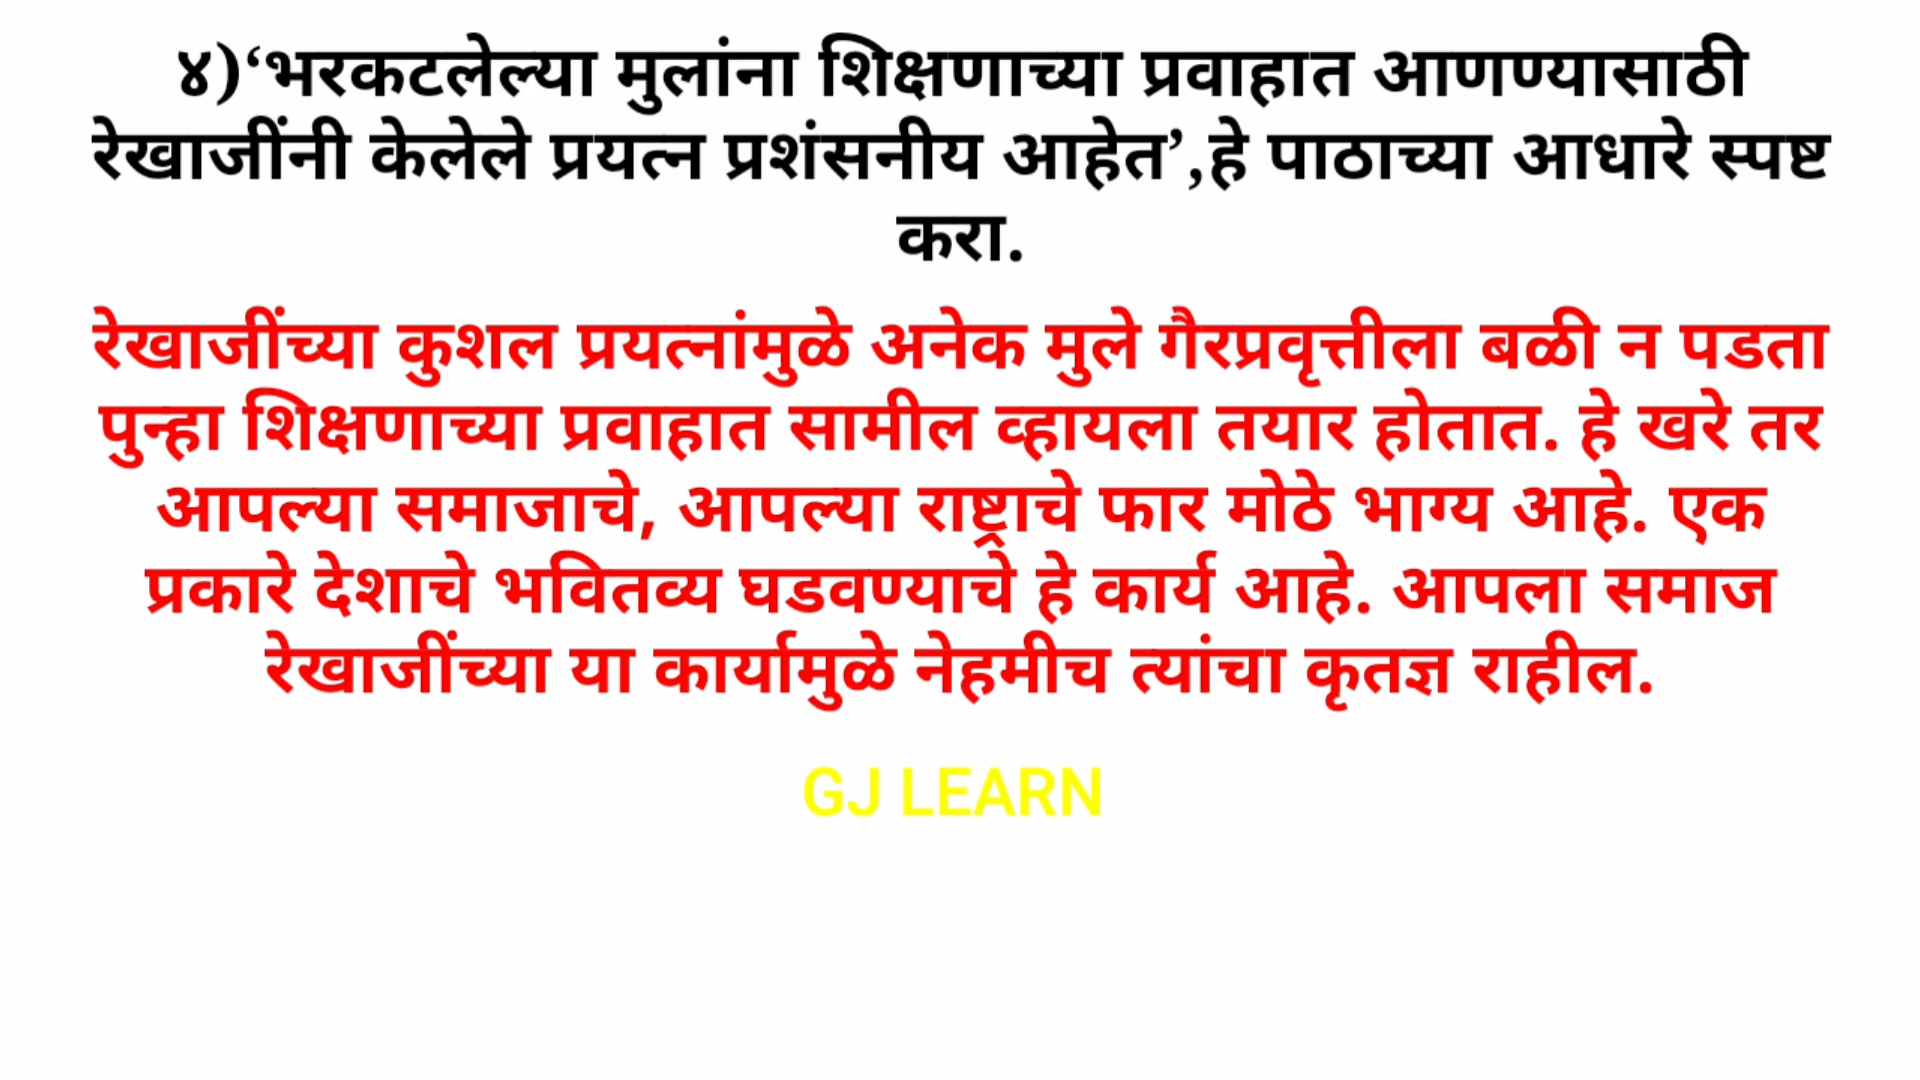 ४)‘भरकटलेल्या मुलांना शिक्षणाच्या प्रवाहात आणण्यासाठी
रेखाजींनी केलेले प्रयत्न प्रशंसनीय आहेत’,हे पाठाच्या आधारे स्पष्ट
करा.
रेखाजींच्या कुशल प्रयत्नांमुळे अनेक मुले गैरप्रवृत्तीला बळी न पडता
पुन्हा शिक्षणाच्या प्रवाहात सामील व्हायला तयार होतात. हे खरे तर
आपल्या समाजाचे, आपल्या राष्ट्राचे फार मोठे भाग्य आहे. एक
प्रकारे देशाचे भवितव्य घडवण्याचे हे कार्य आहे. आपला समाज
रेखाजींच्या या कार्यामुळे नेहमीच त्यांचा कृतज्ञ राहील.
GJ LEARN